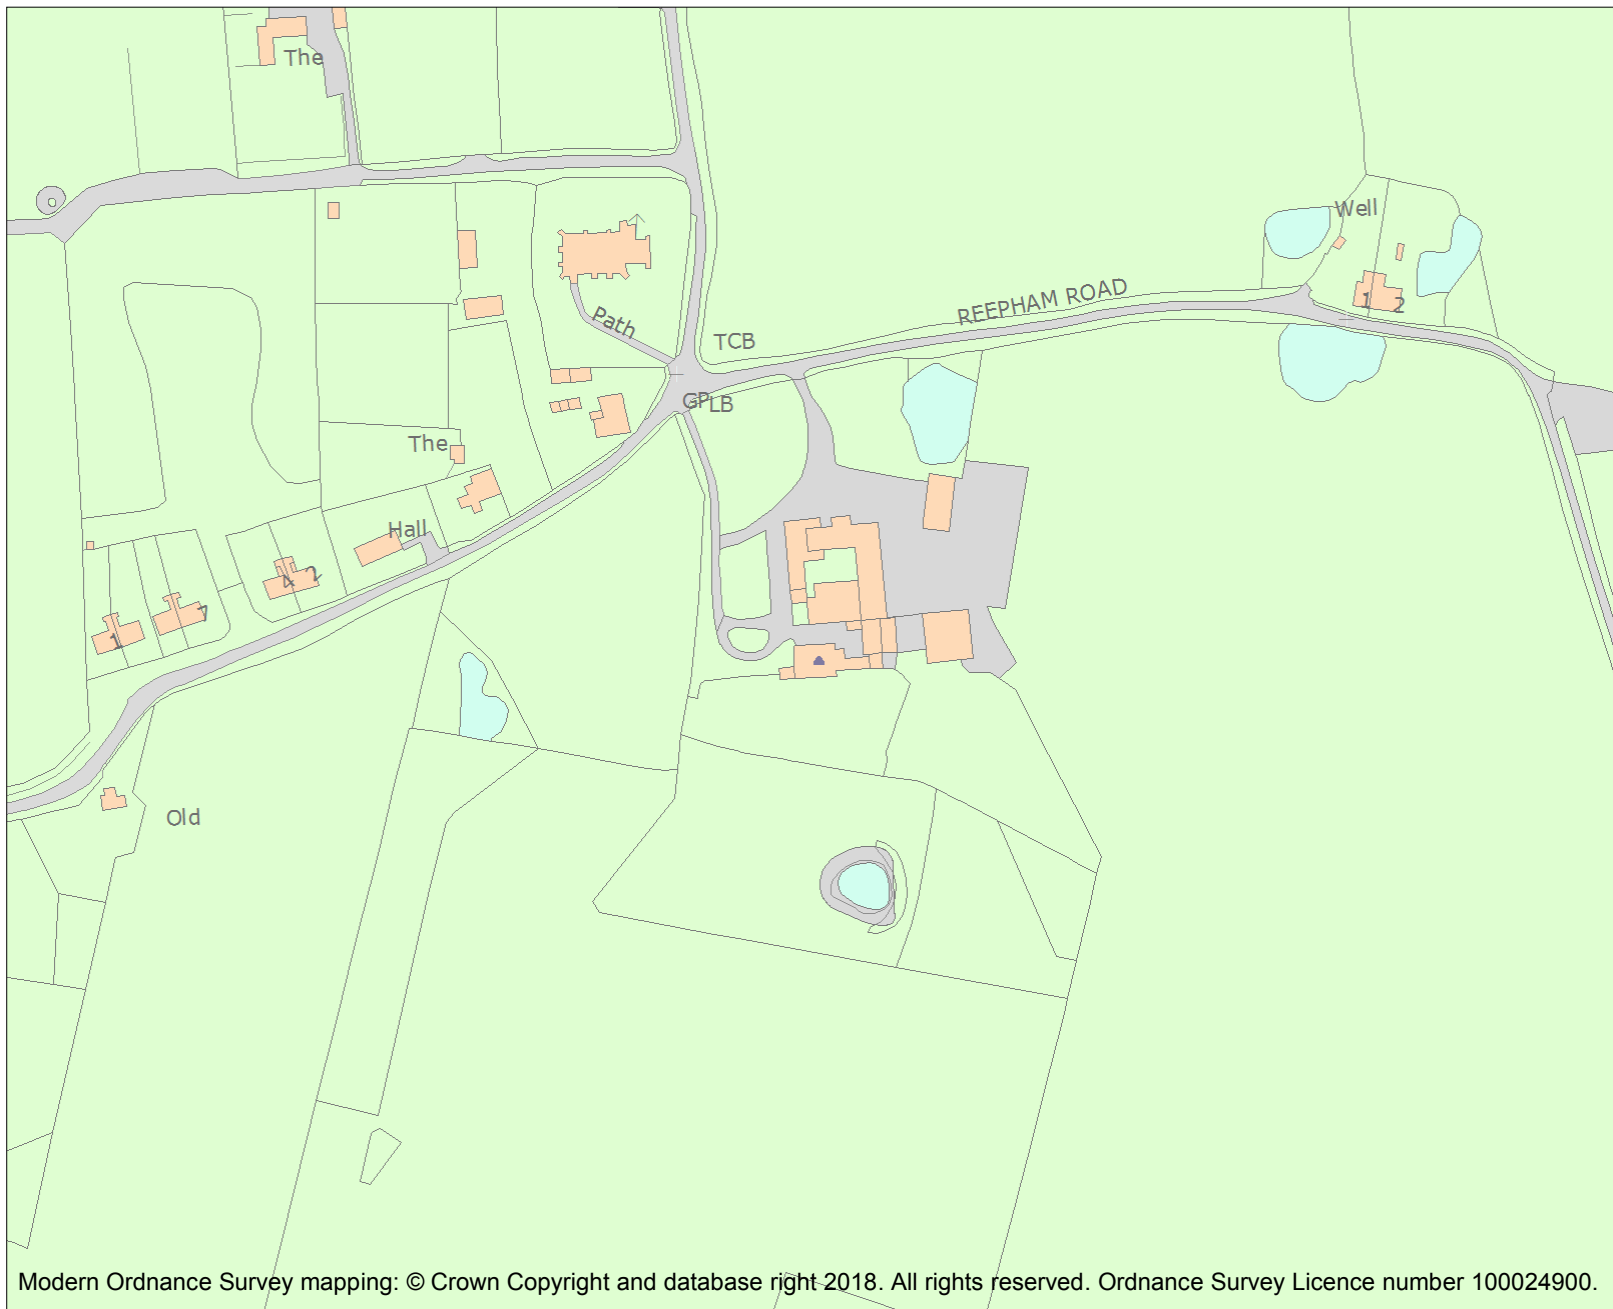 The
Well
REEPHAM ROAD
1
2
Path
TCB
GP
LB
The
Hall
4
2
7
1
Old
Modern Ordnance Survey mapping: © Crown Copyright and database right 2018. All rights reserved. Ordnance Survey Licence number 100024900.